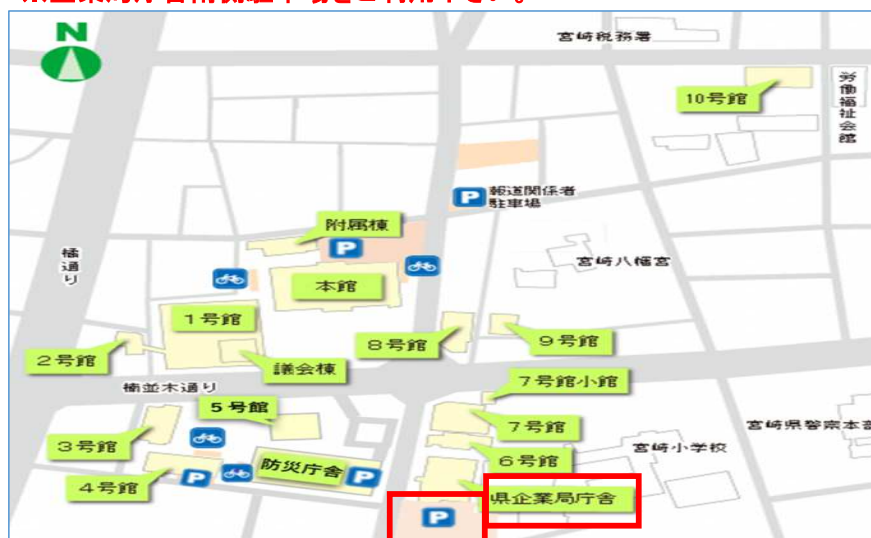 N
宮崎税務署
10号館
労働福祉会館
P
報道関係者
駐車場
附属棟
P
橘通り
宮崎八幡宮
本館
1号館
8号館
9号館
2号館
議会棟
楠並木通り
7号館小館
5号館
7号館
3号館
宮崎小学校
宮崎県警察本部
6号館
防災庁舎
P
P
4号館
県企業局庁舎
P